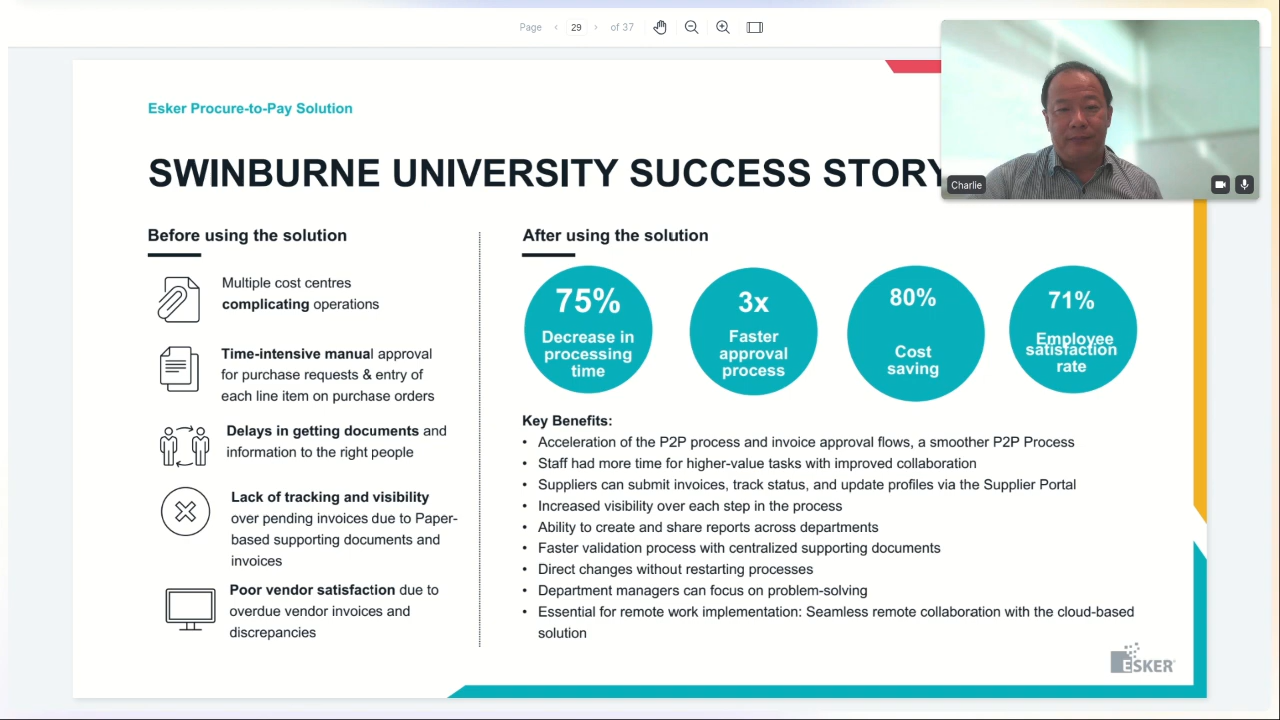 Page < 29 > of 37
Esker Procure-to-Pay Solution
SWINBURNE UNIVERSITY SUCCESS STORY
Charlie
Before using the solution
Multiple cost centres
complicating operations
Time-intensive manual approval
for purchase requests & entry of
each line item on purchase orders
Delays in getting documents and
information to the right people
Lack of tracking and visibility
over pending invoices due to Paper-
based supporting documents and
invoices
Poor vendor satisfaction due to
overdue vendor invoices and
discrepancies
After using the solution
75%
Decrease in
processing
time
3x
Faster
approval
process
80%
Cost
saving
71%
Employee
satisfaction
rate
Key Benefits:
• Acceleration of the P2P process and invoice approval flows, a smoother P2P Process
• Staff had more time for higher-value tasks with improved collaboration
• Suppliers can submit invoices, track status, and update profiles via the Supplier Portal
• Increased visibility over each step in the process
• Ability to create and share reports across departments
• Faster validation process with centralized supporting documents
• Direct changes without restarting processes
• Department managers can focus on problem-solving
• Essential for remote work implementation: Seamless remote collaboration with the cloud-based
solution
ESKER